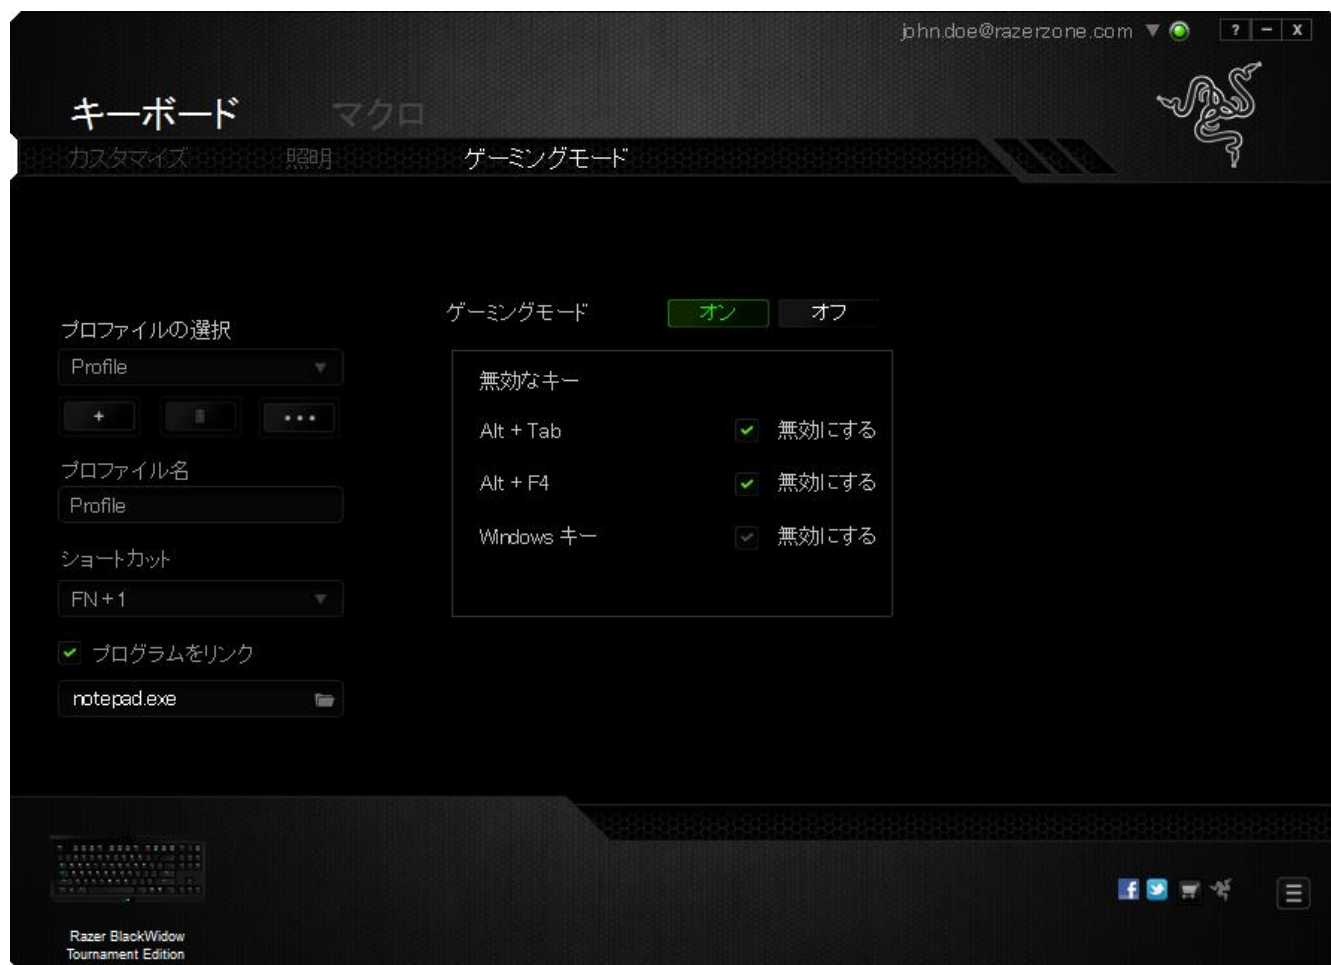 john.doe@razerzone.com
? – X
キーボード マクロ
カスタマイズ 照明 ゲーミングモード
ゲーミングモード オン オフ
プロファイルの選択
Profile
+ •••
プロファイル名
Profile
ショートカット
FN + 1
プログラムをリンク
notepad.exe
無効なキー
Alt + Tab 無効にする
Alt + F4 無効にする
Windows キー 無効にする
Razer BlackWidow
Tournament Edition